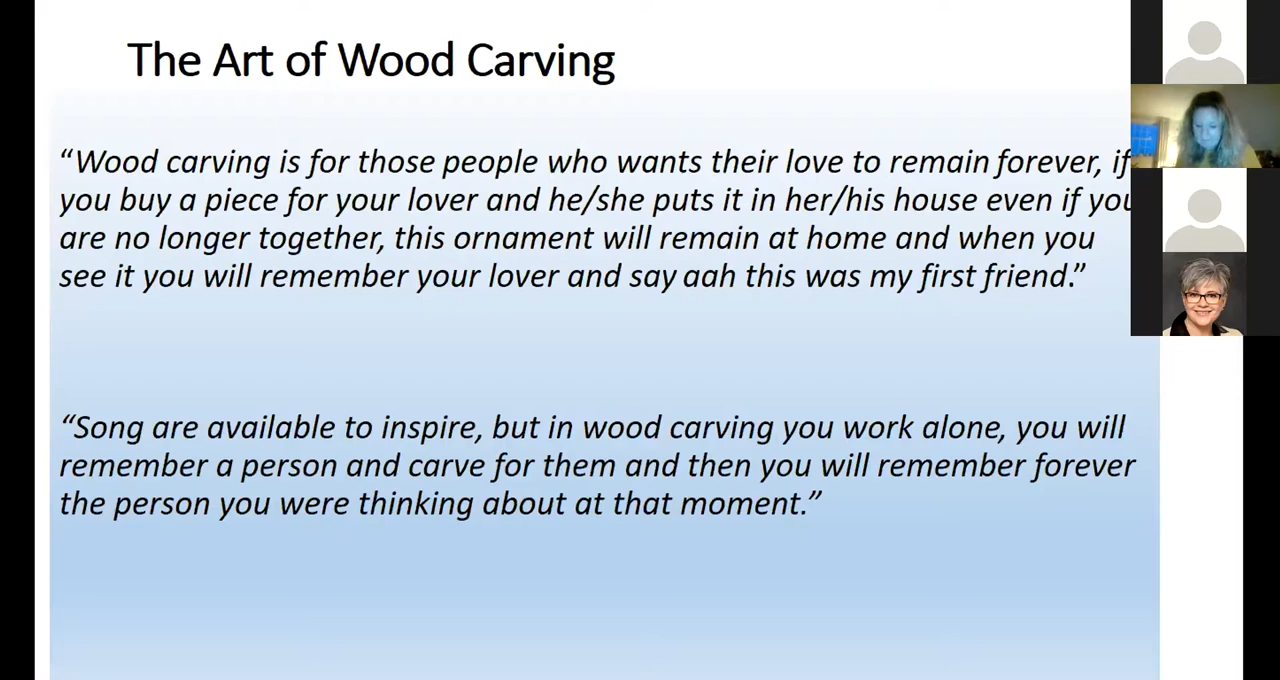 The Art of Wood Carving
“Wood carving is for those people who wants their love to remain forever, if
you buy a piece for your lover and he/she puts it in her/his house even if you
are no longer together, this ornament will remain at home and when you
see it you will remember your lover and say aah this was my first friend.”
“Song are available to inspire, but in wood carving you work alone, you will
remember a person and carve for them and then you will remember forever
the person you were thinking about at that moment.”